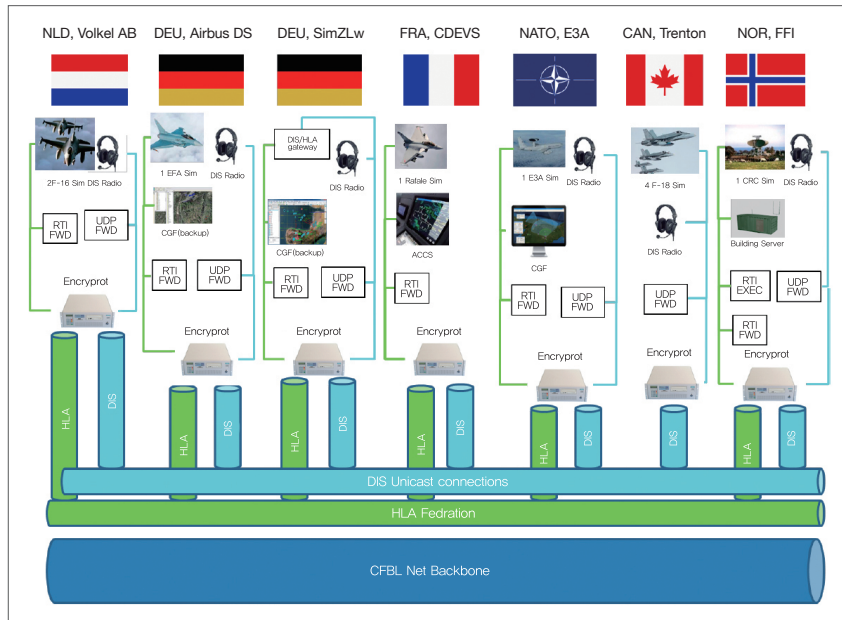 NLD, Volkel AB
DEU, Airbus DS
DEU, SimZLw
FRA, CDEVS
NATO, E3A
CAN, Trenton
NOR, FFI
2F-16 Sim DIS Radio
RTI
FWD
UDP
FWD
Encryprot
1 EFA Sim
DIS Radio
CGF(backup)
RTI
FWD
UDP
FWD
Encryprot
DIS/HLA
gateway
DIS Radio
CGF(backup)
RTI
FWD
UDP
FWD
Encryprot
1 Ratale Sim
ACCS
RTI
FWD
Encryprot
1 E3A Sim
DIS Radio
CGF
RTI
FWD
UDP
FWD
Encryprot
4 F-18 Sim
DIS Radio
UDP
FWD
Encryprot
1 CRC Sim
DIS Radio
Building Server
RTI
EXEC
UDP
FWD
RTI
FWD
Encryprot
HLA
DIS
HLA
DIS
HLA
DIS
HLA
DIS
HLA
DIS
DIS
HLA
DIS
DIS Unicast connections
HLA Fedration
CFBL Net Backbone